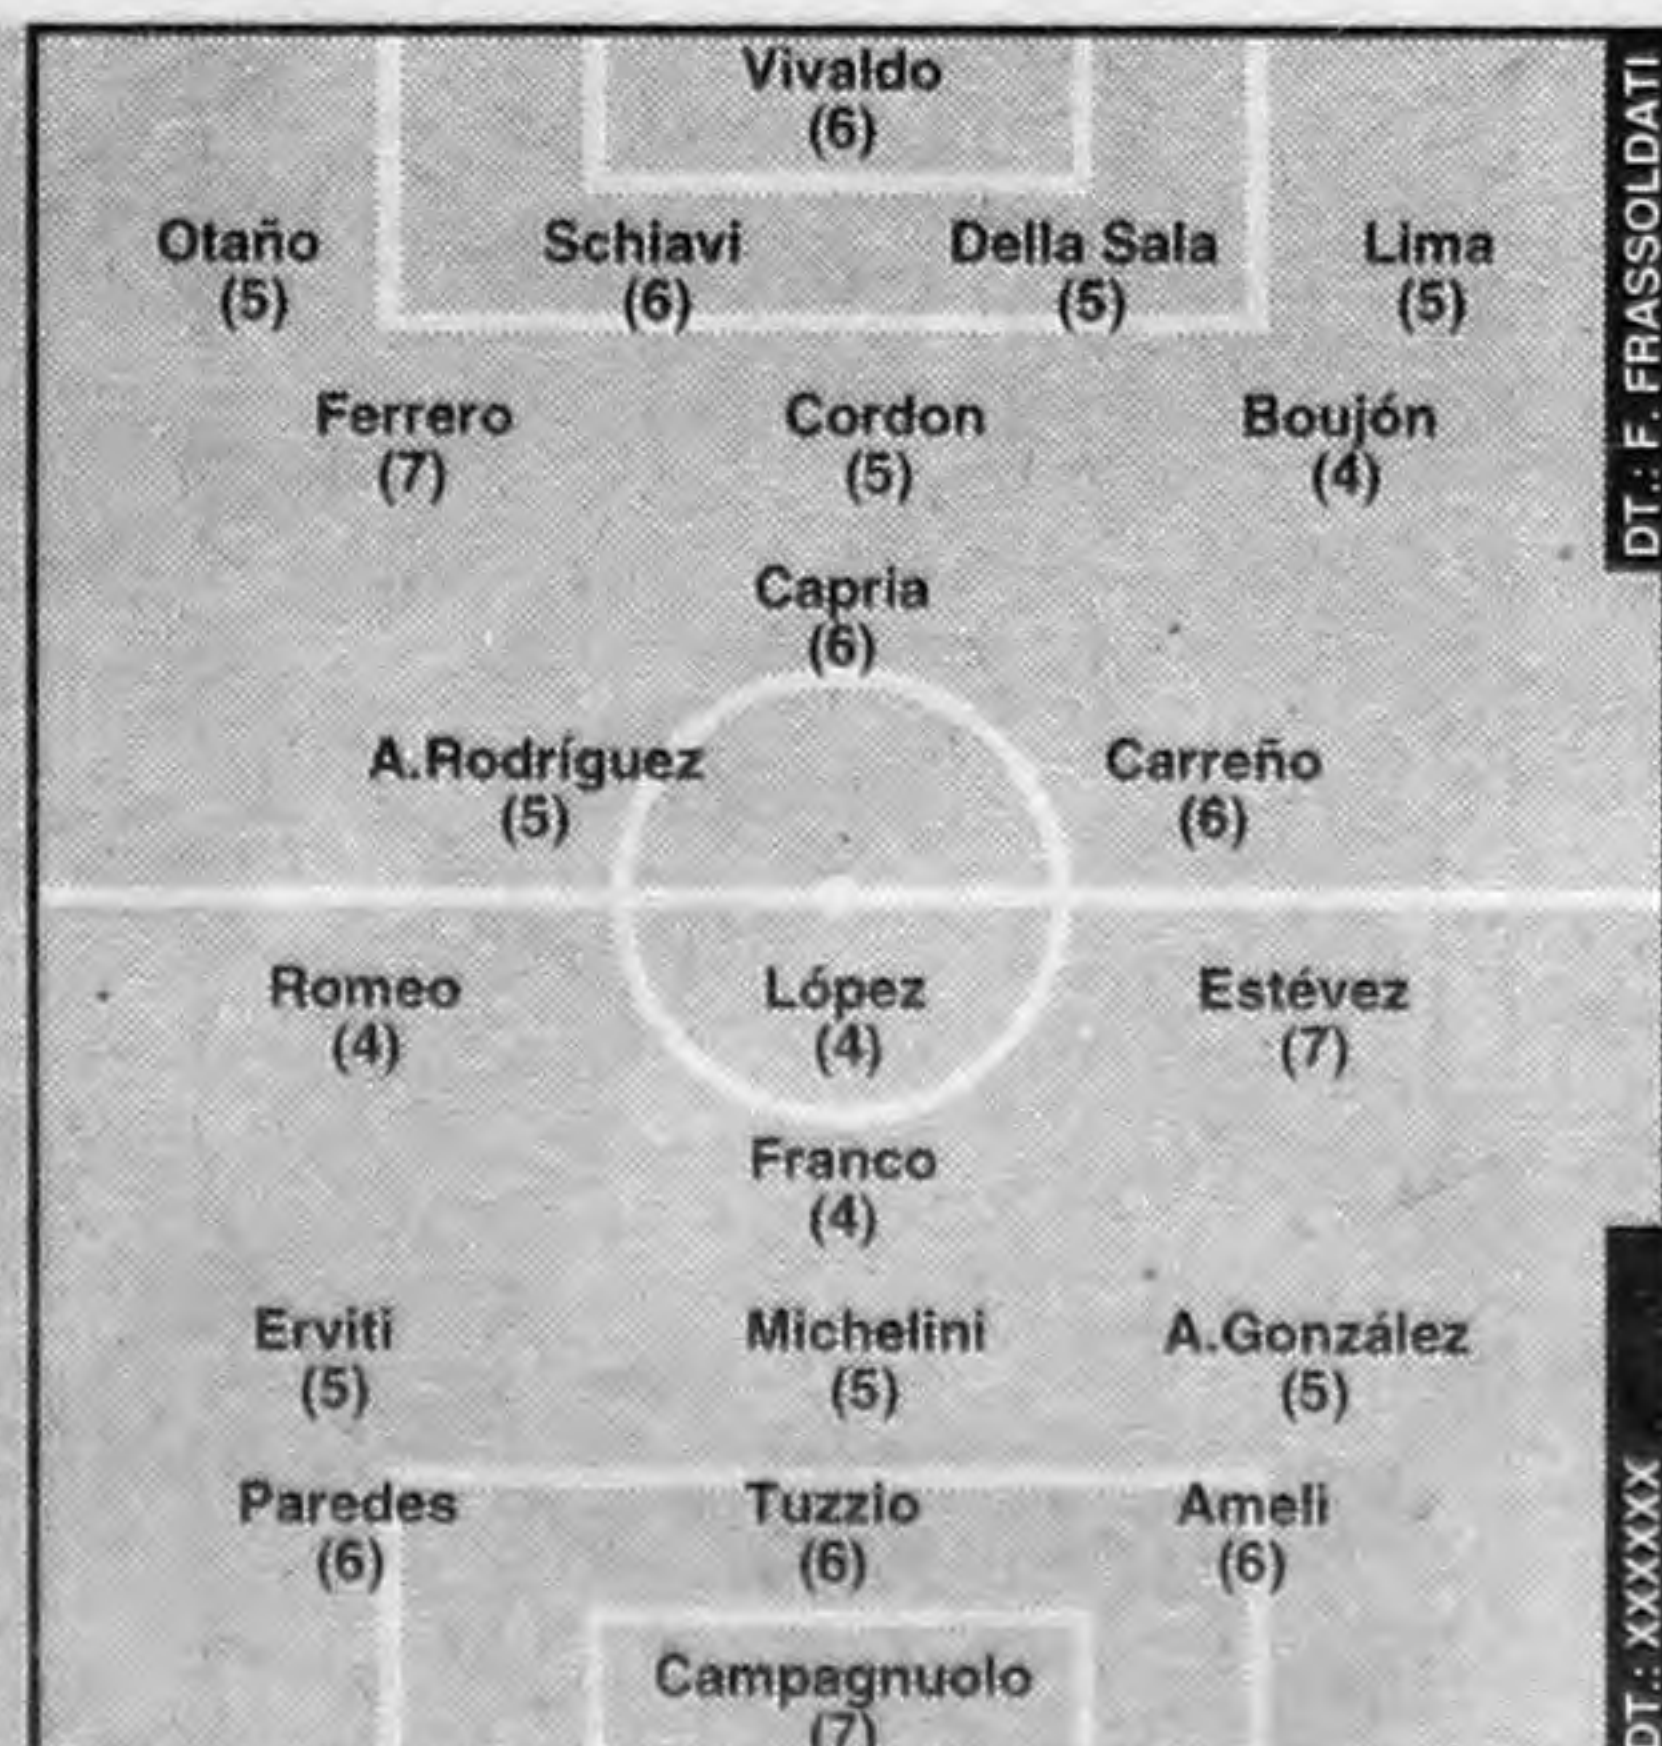 Vivaldo
(6)
Otaño Schiavi Della Sala Lima
(5) (6) (5) (5)
Ferrero Cordon Boujón
(7) (5) (4)
Capria
(6)
A.Rodríguez Carreño
(5) (6)
DT.: F. FRASSOLDATI
Romeo López Estévez
(4) (4) (7)
Franco
(4)
Erviti Michelini A.González
(5) (5) (5)
Paredes Tuzzio Ameli
(6) (6) (6)
Campagnuolo
(7)
DT.: XXXXXXX